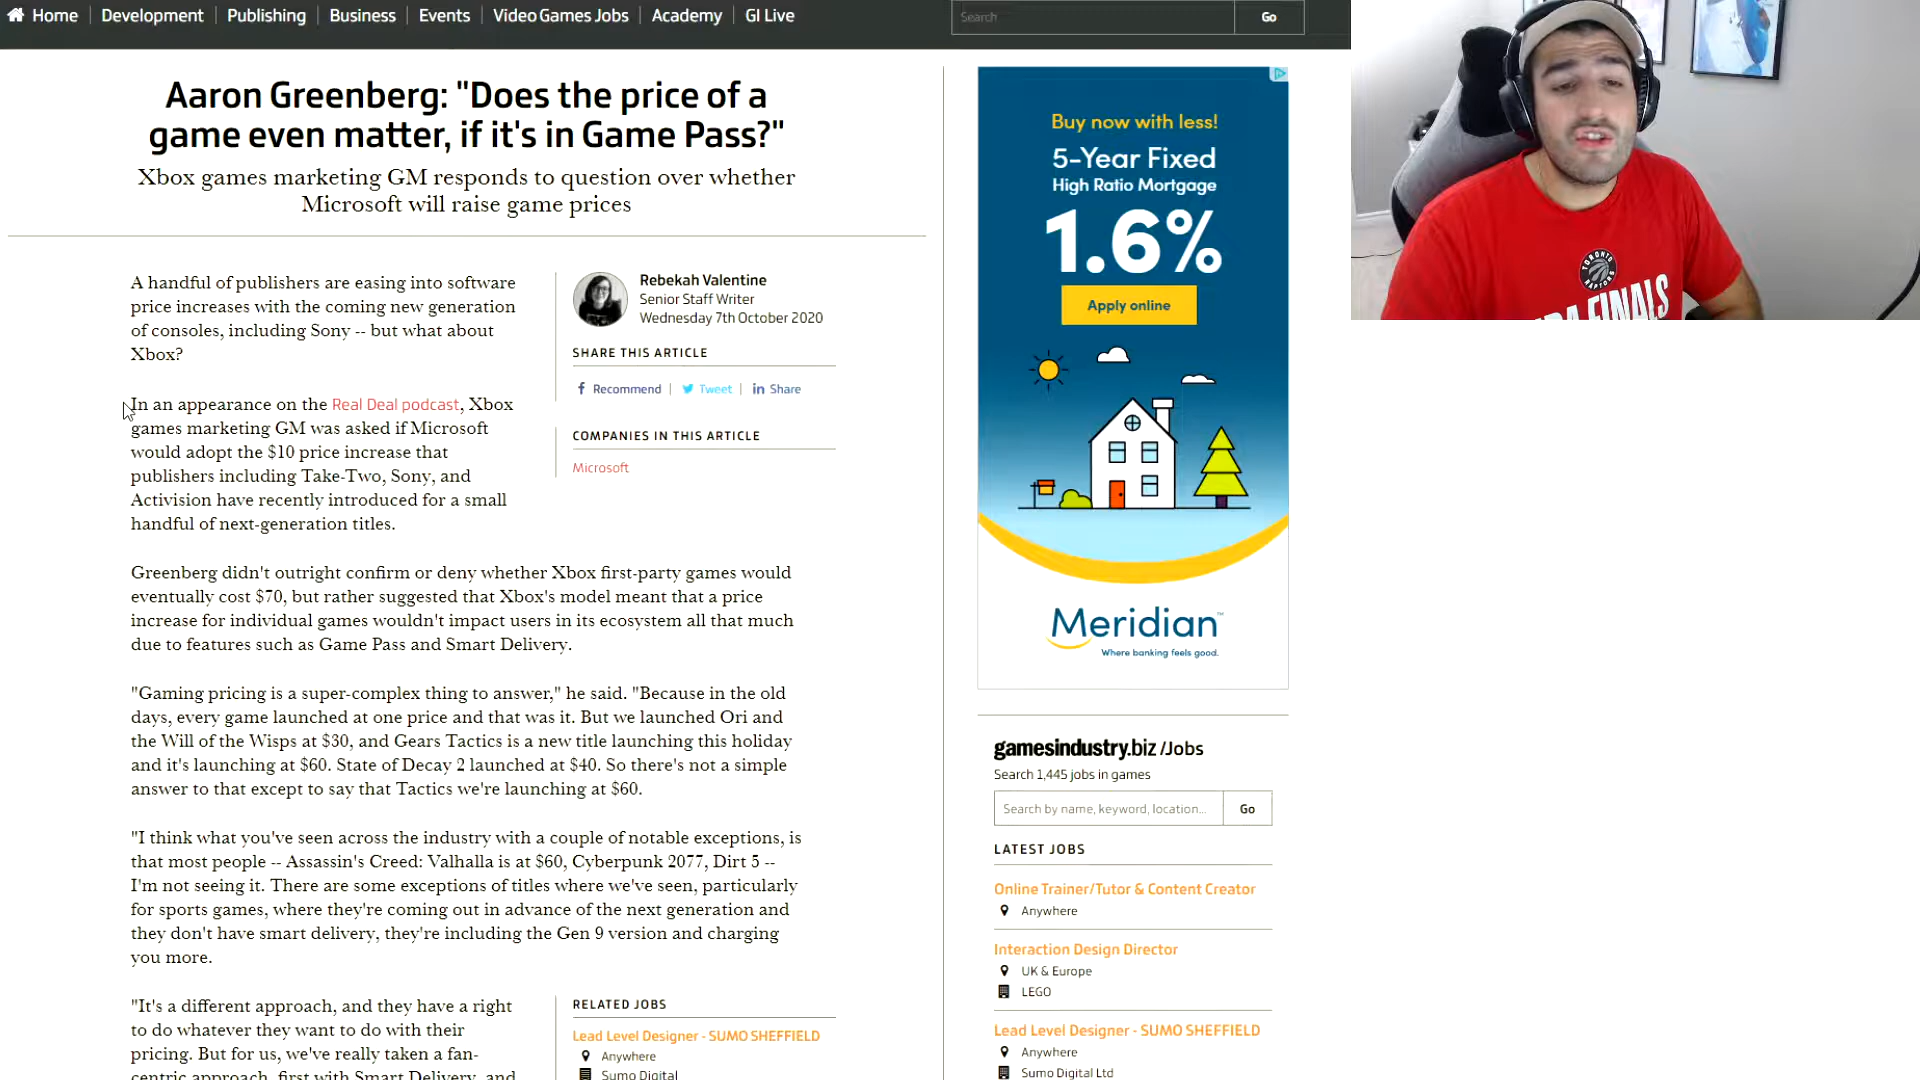 Home
Development
Publishing
Business
Events
Video Games Jobs
Academy
GI Live
Search
Go
Aaron Greenberg: "Does the price of a
game even matter, if it's in Game Pass?"
Xbox games marketing GM responds to question over whether
Microsoft will raise game prices
A handful of publishers are easing into software
price increases with the coming new generation
of consoles, including Sony -- but what about
Xbox?
In an appearance on the Real Deal podcast, Xbox
games marketing GM was asked if Microsoft
would adopt the $10 price increase that
publishers including Take-Two, Sony, and
Activision have recently introduced for a small
handful of next-generation titles.
Rebekah Valentine
Senior Staff Writer
Wednesday 7th October 2020
SHARE THIS ARTICLE
Recommend
Tweet
in Share
COMPANIES IN THIS ARTICLE
Microsoft
Greenberg didn't outright confirm or deny whether Xbox first-party games would
eventually cost $70, but rather suggested that Xbox's model meant that a price
increase for individual games wouldn't impact users in its ecosystem all that much
due to features such as Game Pass and Smart Delivery.
"Gaming pricing is a super-complex thing to answer," he said. "Because in the old
days, every game launched at one price and that was it. But we launched Ori and
the Will of the Wisps at $30, and Gears Tactics is a new title launching this holiday
and it's launching at $60. State of Decay 2 launched at $40. So there's not a simple
answer to that except to say that Tactics we're launching at $60.
"I think what you've seen across the industry with a couple of notable exceptions, is
that most people -- Assassin's Creed: Valhalla is at $60, Cyberpunk 2077, Dirt 5 --
I'm not seeing it. There are some exceptions of titles where we've seen, particularly
for sports games, where they're coming out in advance of the next generation and
they don't have smart delivery, they're including the Gen 9 version and charging
you more.
"It's a different approach, and they have a right
to do whatever they want to do with their
pricing. But for us, we've really taken a fan-
centric approach, first with Smart Delivery, and
RELATED JOBS
Lead Level Designer - SUMO SHEFFIELD
Anywhere
Sumo Digital
Buy now with less!
5-Year Fixed
High Ratio Mortgage
1.6%
Apply online
Meridian™
Where banking feels good.
gamesindustry.biz /Jobs
Search 1,445 jobs in games
Search by name, keyword, location...
Go
LATEST JOBS
Online Trainer/Tutor & Content Creator
Anywhere
Interaction Design Director
UK & Europe
LEGO
Lead Level Designer - SUMO SHEFFIELD
Anywhere
Sumo Digital Ltd
TORONTO
RAPTORS
FINALS